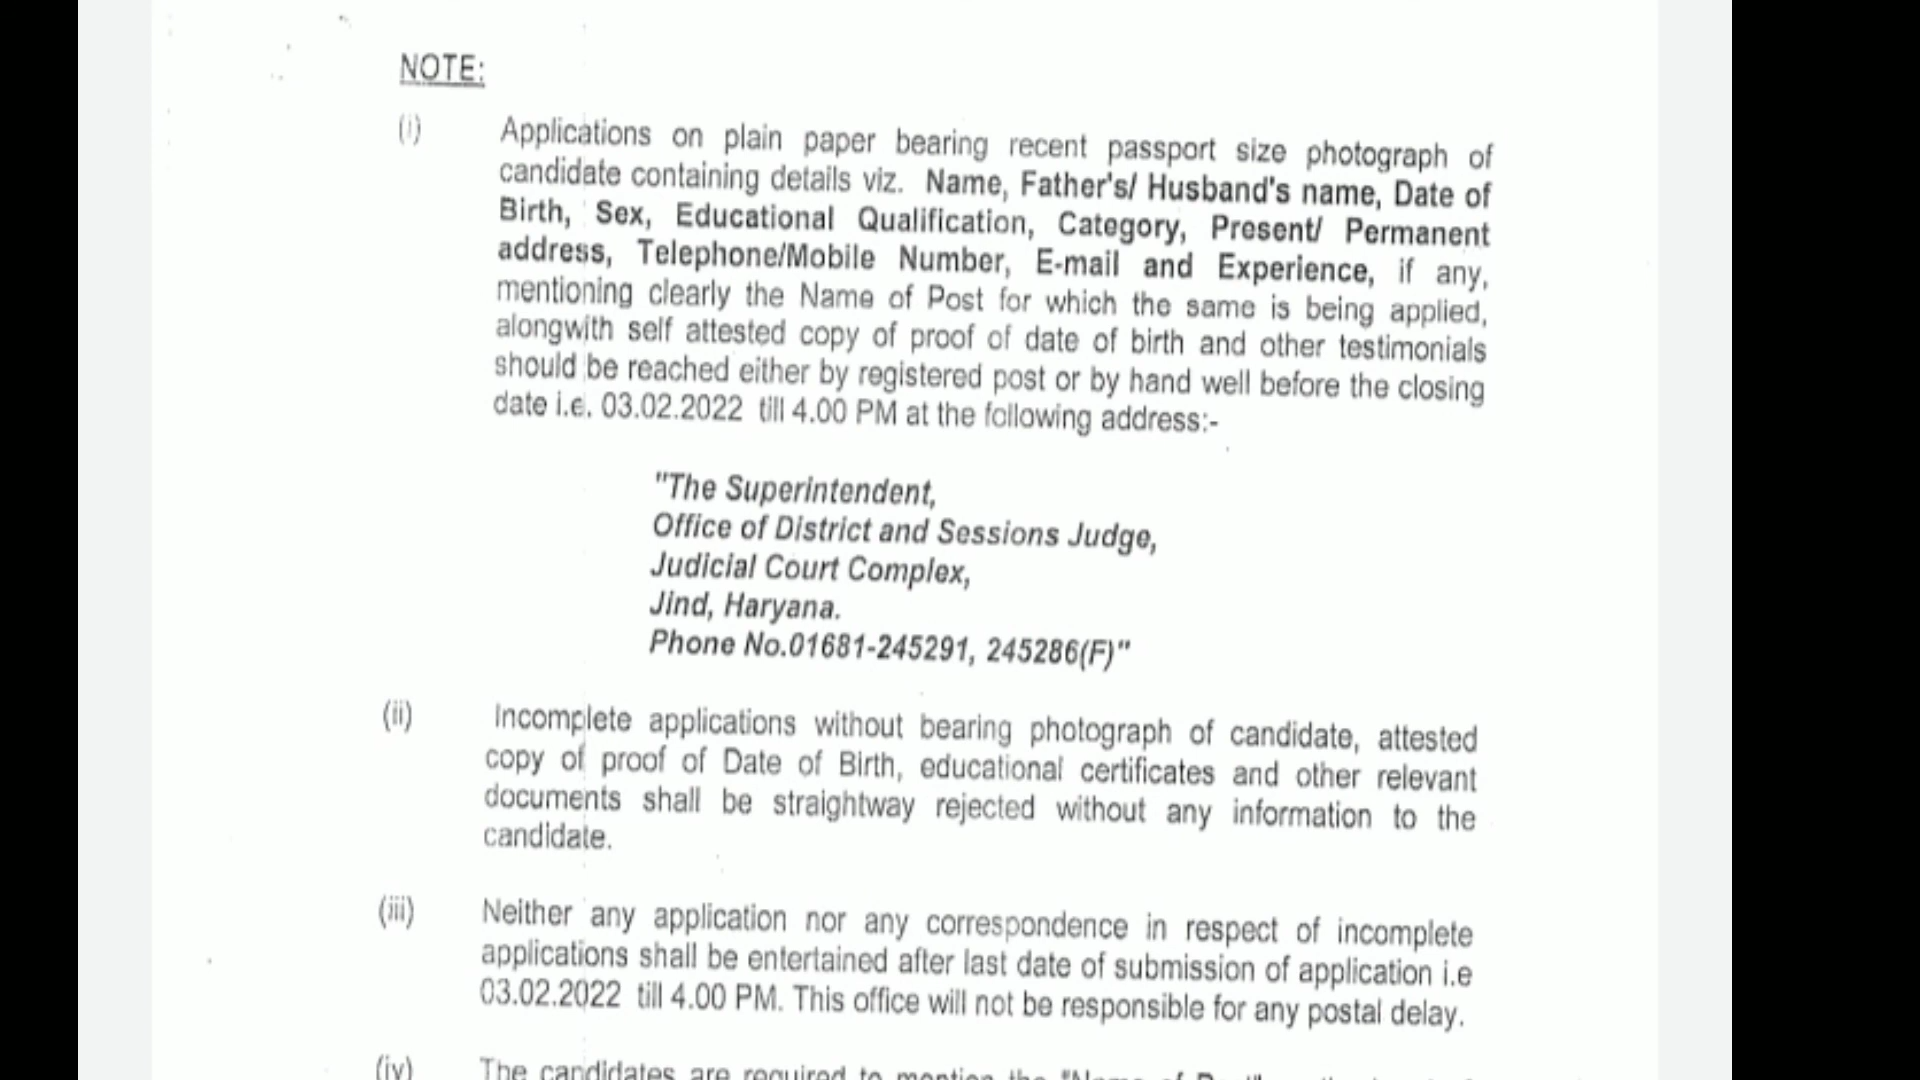 NOTE:
(i) Applications on plain paper bearing recent passport size photograph of
candidate containing details viz. Name, Father's/ Husband's name, Date of
Birth, Sex, Educational Qualification, Category, Present/ Permanent
address, Telephone/Mobile Number, E-mail and Experience, if any,
mentioning clearly the Name of Post for which the same is being applied,
alongwith self attested copy of proof of date of birth and other testimonials
should be reached either by registered post or by hand well before the closing
date i.e. 03.02.2022 till 4.00 PM at the following address:-
"The Superintendent,
Office of District and Sessions Judge,
Judicial Court Complex,
Jind, Haryana.
Phone No.01681-245291, 245286(F)"
(ii) Incomplete applications without bearing photograph of candidate, attested
copy of proof of Date of Birth, educational certificates and other relevant
documents shall be straightway rejected without any information to the
candidate.
(iii) Neither any application nor any correspondence in respect of incomplete
applications shall be entertained after last date of submission of application i.e
03.02.2022 till 4.00 PM. This office will not be responsible for any postal delay.
(iv) The candidates are required to mention the "Name of Post"